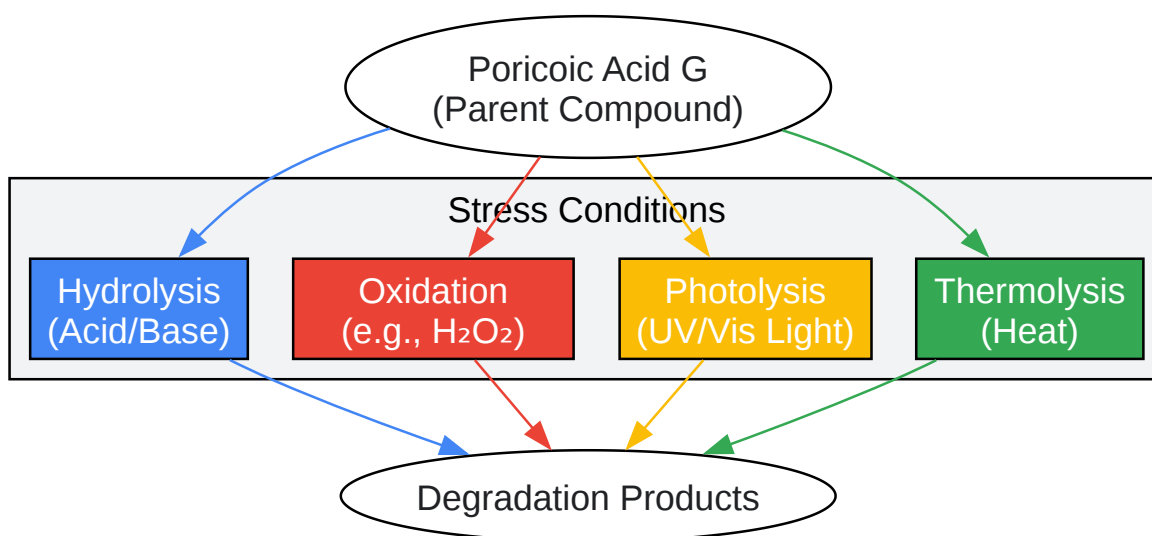 Poricoic Acid G
(Parent Compound)
Stress Conditions
Hydrolysis
(Acid/Base)
Oxidation
(e.g., H₂O₂)
Photolysis
(UV/Vis Light)
Thermolysis
(Heat)
Degradation Products